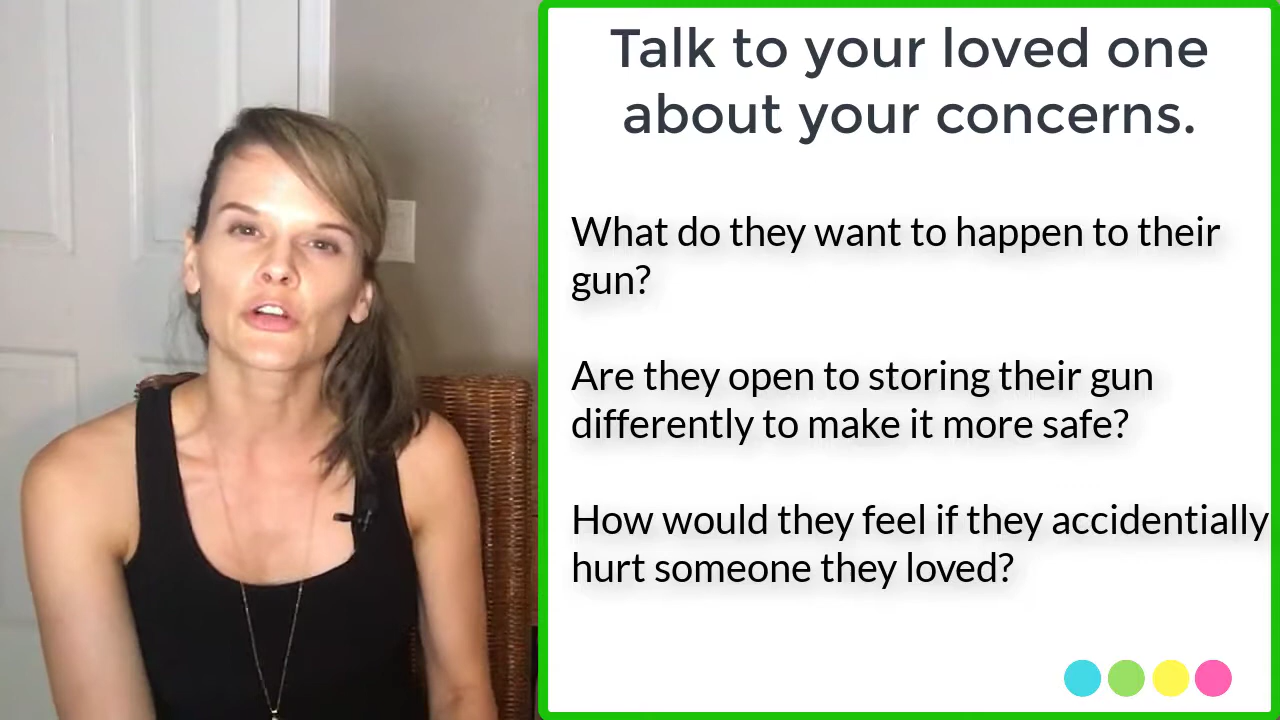 Talk to your loved one
about your concerns.
What do they want to happen to their
gun?
Are they open to storing their gun
differently to make it more safe?
How would they feel if they accidentially
hurt someone they loved?